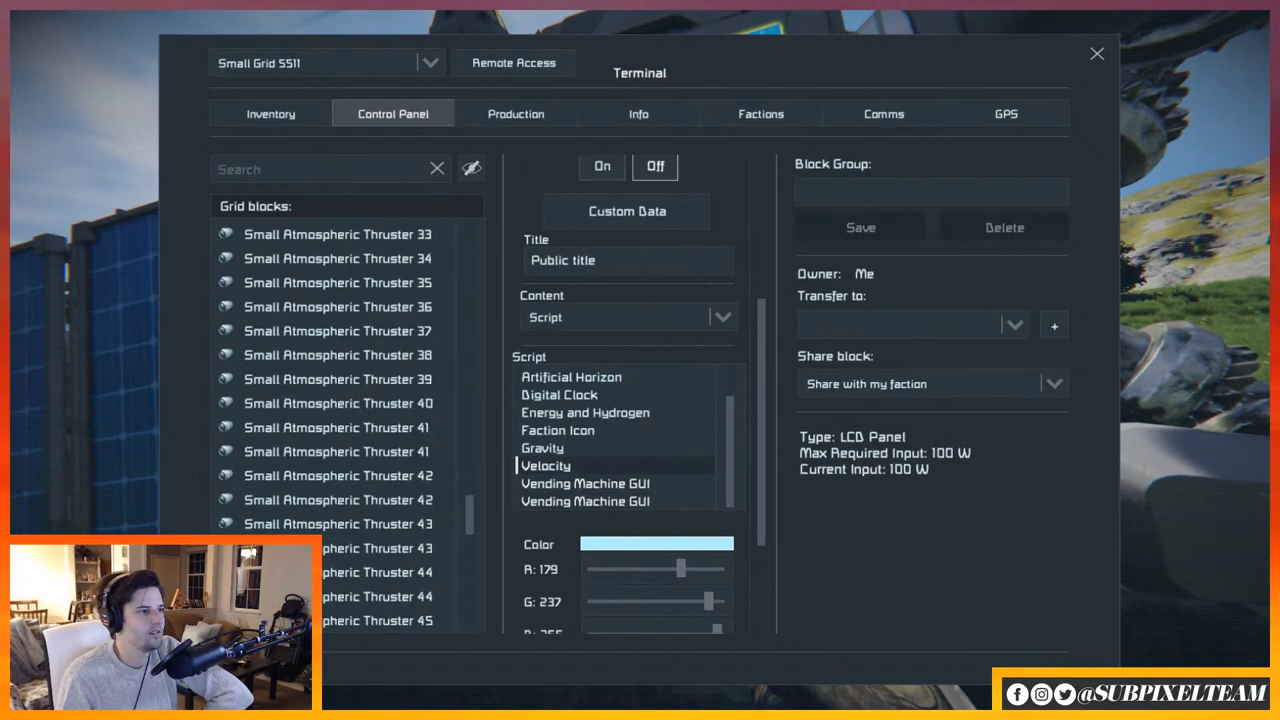 Small Grid 5511
Remote Access
Terminal
Inventory
Control Panel
Production
Info
Factions
Comms
GPS
Search
Grid blocks:
Small Atmospheric Thruster 33
Small Atmospheric Thruster 34
Small Atmospheric Thruster 35
Small Atmospheric Thruster 36
Small Atmospheric Thruster 37
Small Atmospheric Thruster 38
Small Atmospheric Thruster 39
Small Atmospheric Thruster 40
Small Atmospheric Thruster 41
Small Atmospheric Thruster 41
Small Atmospheric Thruster 42
Small Atmospheric Thruster 42
Small Atmospheric Thruster 43
ospheric Thruster 43
ospheric Thruster 44
ospheric Thruster 44
ospheric Thruster 45
On
Off
Custom Data
Title
Public title
Content
Script
Script
Artificial Horizon
Digital Clock
Energy and Hydrogen
Faction Icon
Gravity
Velocity
Vending Machine GUI
Vending Machine GUI
Color
R: 179
G: 237
B: 255
Block Group:
Save
Delete
Owner: Me
Transfer to:
+
Share block:
Share with my faction
Type: LCD Panel
Max Required Input: 100 W
Current Input: 100 W
@SUBPIXELTEAM